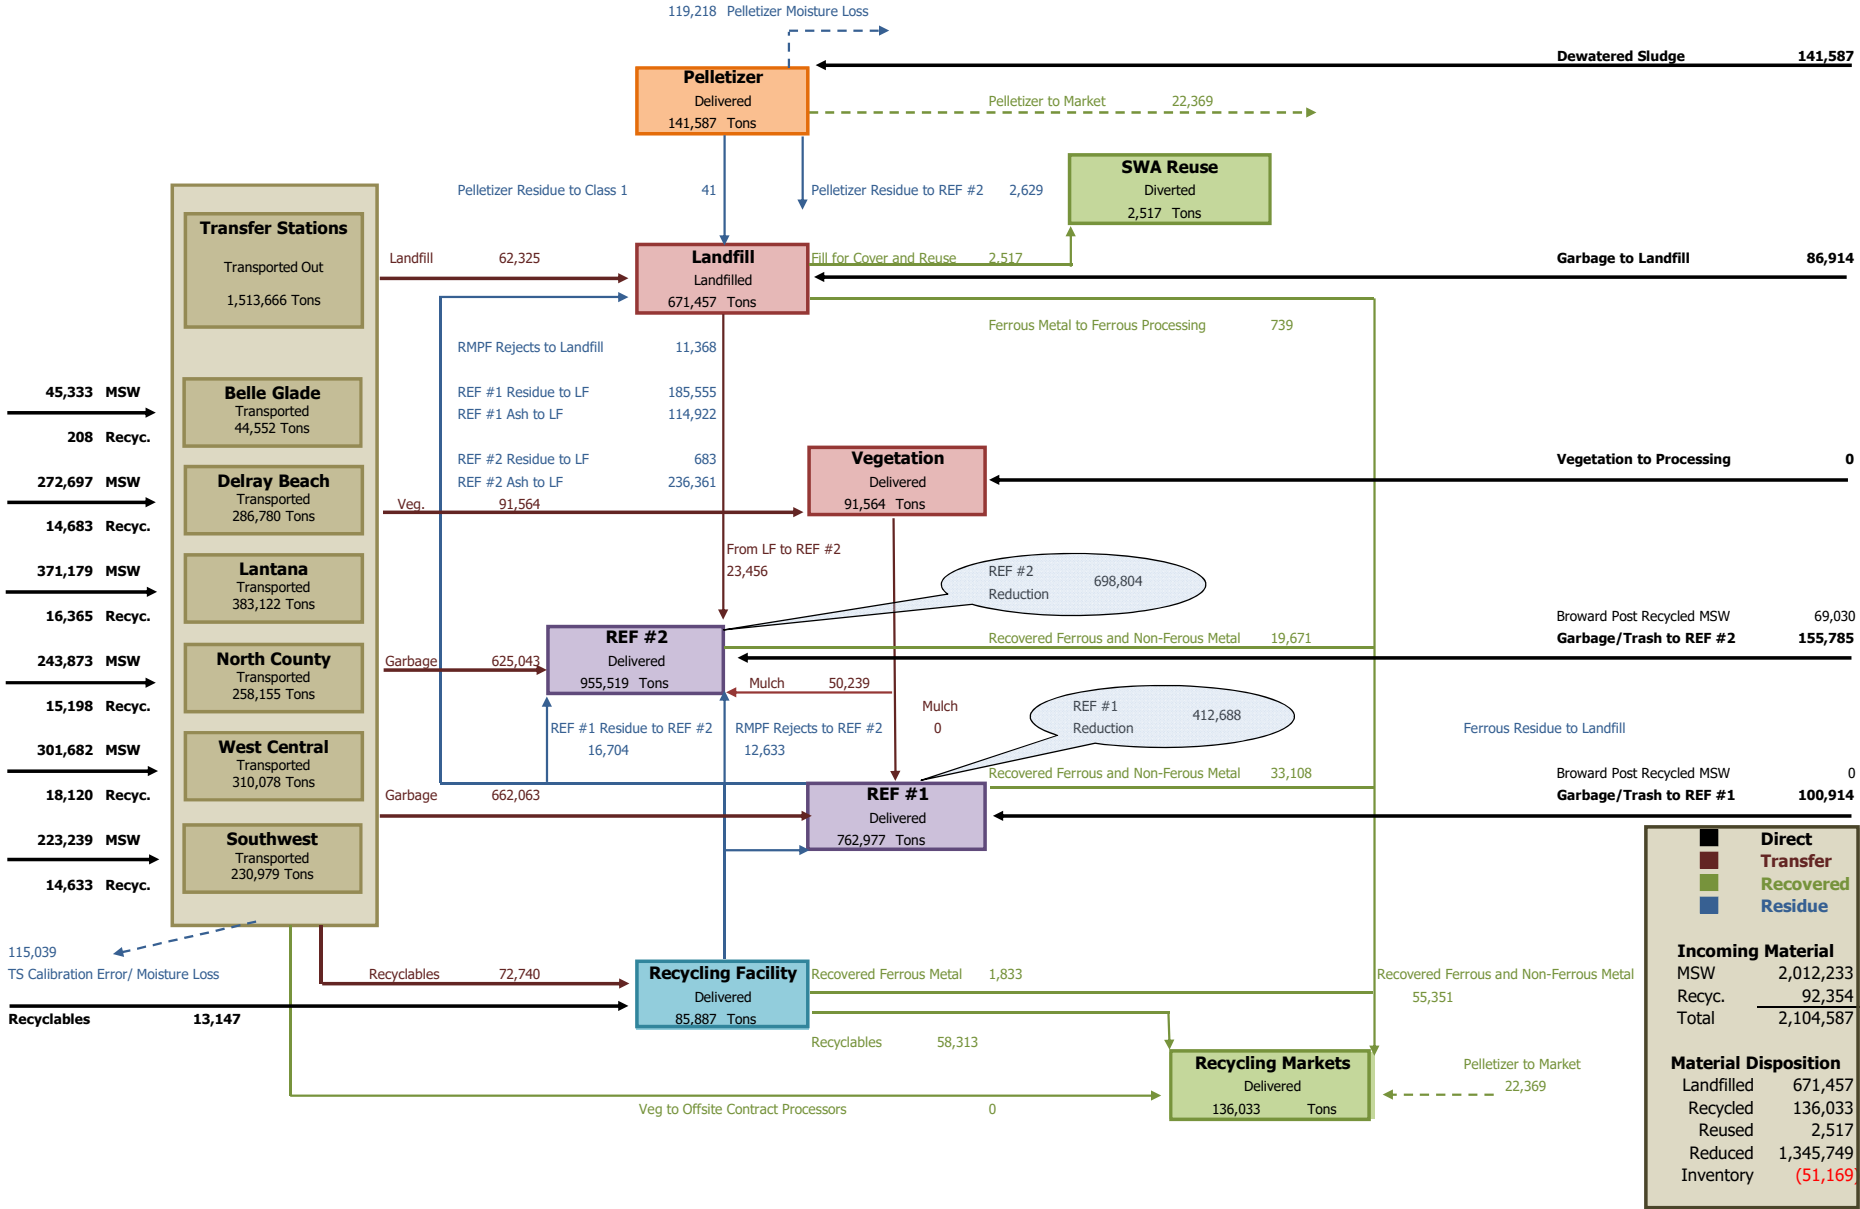 119,218 Pelletizer Moisture Loss
Dewatered Sludge 141,587
Pelletizer
Delivered
141,587 Tons
Pelletizer to Market 22,369
SWA Reuse
Diverted
2,517 Tons
Pelletizer Residue to Class 1 41
Pelletizer Residue to REF #2 2,629
Transfer Stations
Transported Out
1,513,666 Tons
Landfill 62,325
Landfill
Landfilled
671,457 Tons
Fill for Cover and Reuse 2,517
Garbage to Landfill 86,914
Ferrous Metal to Ferrous Processing 739
RMPF Rejects to Landfill 11,368
REF #1 Residue to LF 185,555
REF #1 Ash to LF 114,922
REF #2 Residue to LF 683
REF #2 Ash to LF 236,361
45,333 MSW
208 Recyc.
Belle Glade
Transported
44,552 Tons
272,697 MSW
14,683 Recyc.
Delray Beach
Transported
286,780 Tons
Veg. 91,564
Vegetation
Delivered
91,564 Tons
Vegetation to Processing 0
371,179 MSW
16,365 Recyc.
Lantana
Transported
383,122 Tons
From LF to REF #2
23,456
REF #2
Reduction
698,804
Broward Post Recycled MSW 69,030
Garbage/Trash to REF #2 155,785
243,873 MSW
15,198 Recyc.
North County
Transported
258,155 Tons
Garbage 625,043
REF #2
Delivered
955,519 Tons
Recovered Ferrous and Non-Ferous Metal 19,671
Mulch 50,239
Mulch
0
REF #1
Reduction
412,688
REF #1 Residue to REF #2
16,704
RMPF Rejects to REF #2
12,633
Ferrous Residue to Landfill
301,682 MSW
18,120 Recyc.
West Central
Transported
310,078 Tons
Garbage 662,063
Recovered Ferrous and Non-Ferous Metal 33,108
REF #1
Delivered
762,977 Tons
Broward Post Recycled MSW 0
Garbage/Trash to REF #1 100,914
223,239 MSW
14,633 Recyc.
Southwest
Transported
230,979 Tons
Direct
Transfer
Recovered
Residue
115,039
TS Calibration Error/ Moisture Loss
Recyclables 72,740
Recyclables 13,147
Recycling Facility
Delivered
85,887 Tons
Recovered Ferrous Metal 1,833
Recovered Ferrous and Non-Ferrous Metal
55,351
Recyclables 58,313
Recycling Markets
Delivered
136,033 Tons
Pelletizer to Market
22,369
Veg to Offsite Contract Processors 0
Incoming Material
MSW 2,012,233
Recyc. 92,354
Total 2,104,587
Material Disposition
Landfilled 671,457
Recycled 136,033
Reused 2,517
Reduced 1,345,749
Inventory (51,169)